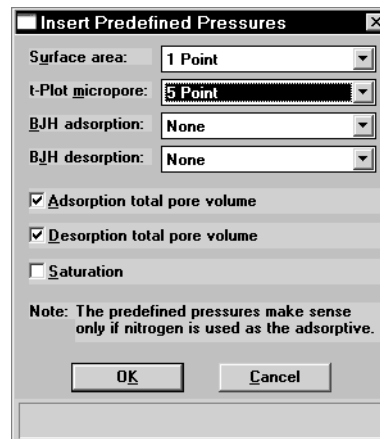 Insert Predefined Pressures
Surface area: 1 Point
t-Plot micropore: 5 Point
BJH adsorption: None
BJH desorption: None
Adsorption total pore volume
Desorption total pore volume
Saturation
Note: The predefined pressures make sense
only if nitrogen is used as the adsorptive.
OK Cancel